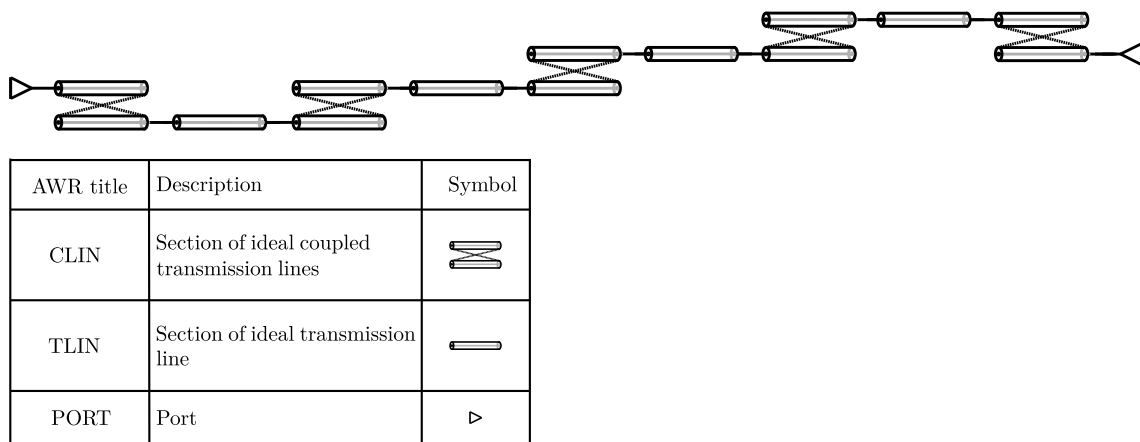 AWR title Description Symbol
CLIN Section of ideal coupled
transmission lines
TLIN Section of ideal transmission
line
PORT Port